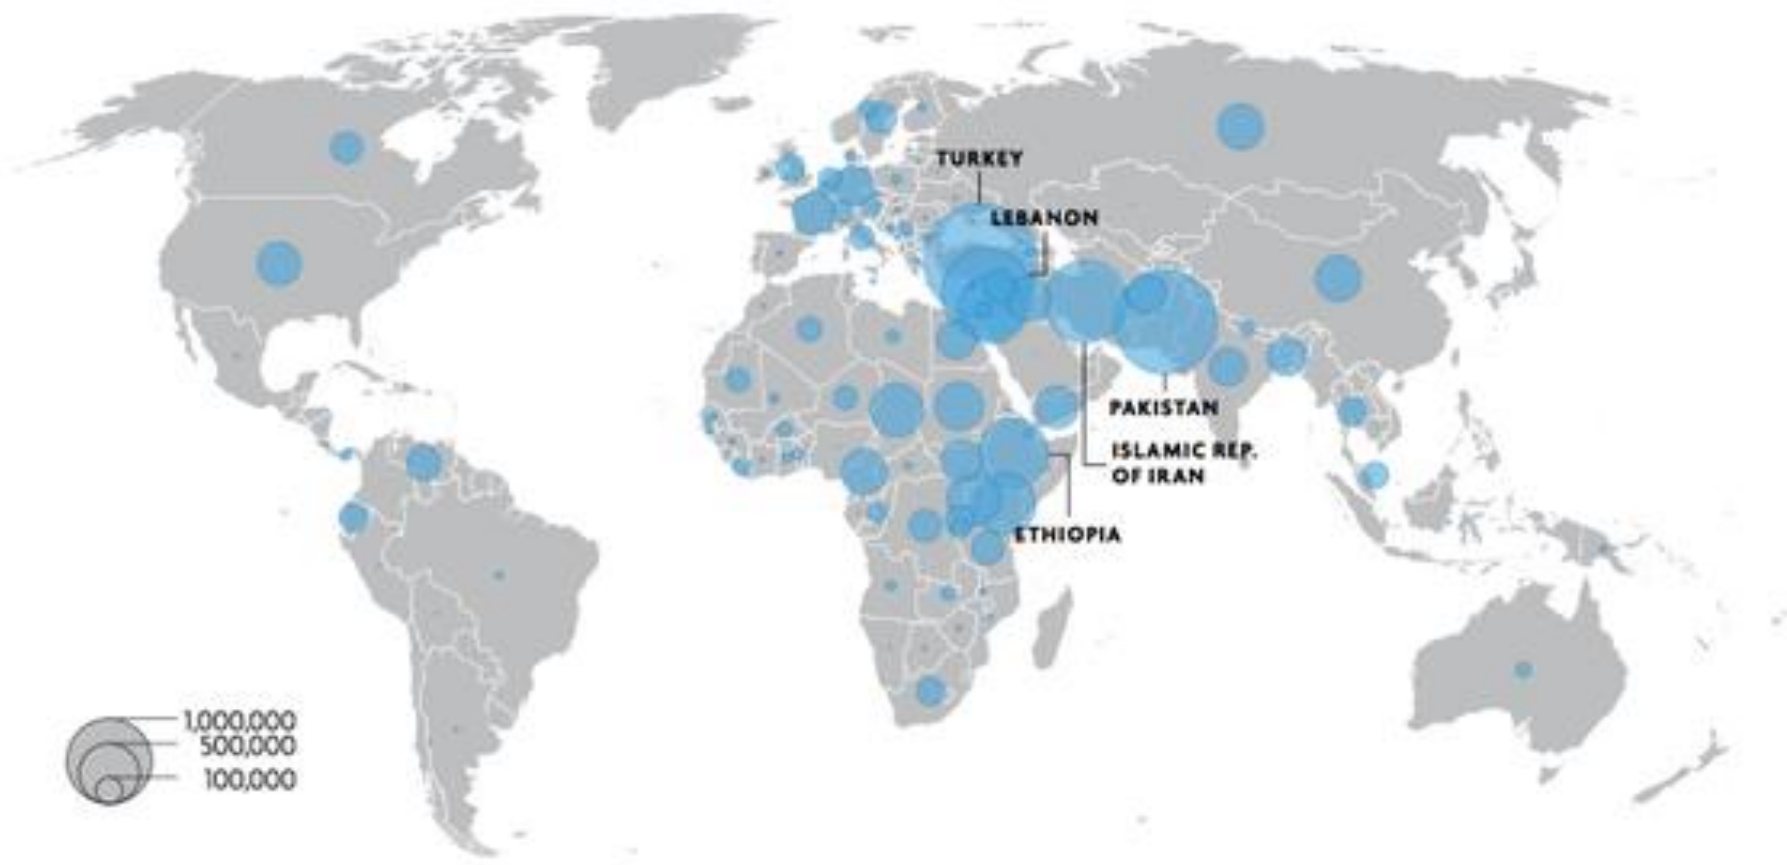 TURKEY
LEBANON
PAKISTAN
ISLAMIC REP.
OF IRAN
ETHIOPIA
1,000,000
500,000
100,000